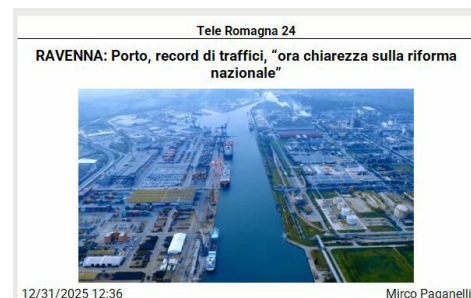 Tele Romagna 24
RAVENNA: Porto, record di traffici, “ora chiarezza sulla riforma
nazionale”
12/31/2025 12:36
Mirco Paganelli